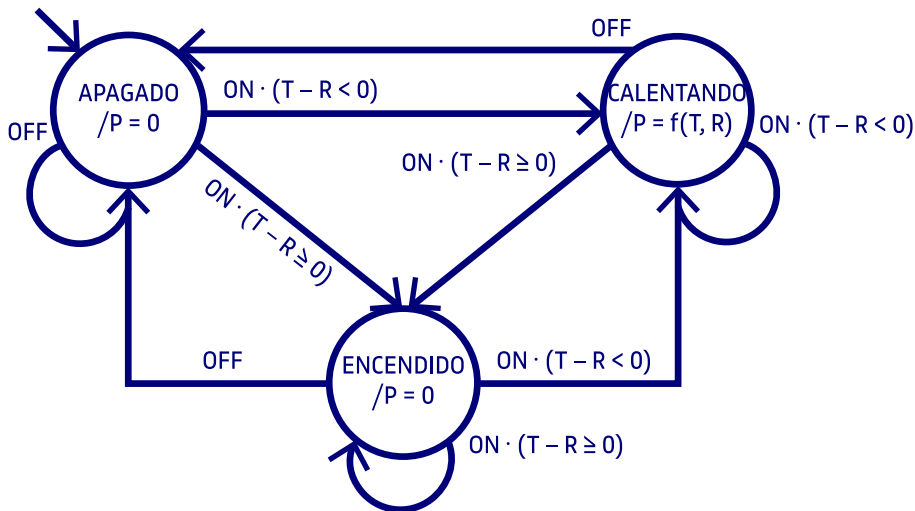 OFF
APAGADO
/P = 0
ON · (T – R < 0)
CALENTANDO
/P = f(T, R)
OFF
ON · (T – R < 0)
ON · (T – R ≥ 0)
ON · (T – R ≥ 0)
OFF
ENCENDIDO
/P = 0
ON · (T – R < 0)
ON · (T – R ≥ 0)